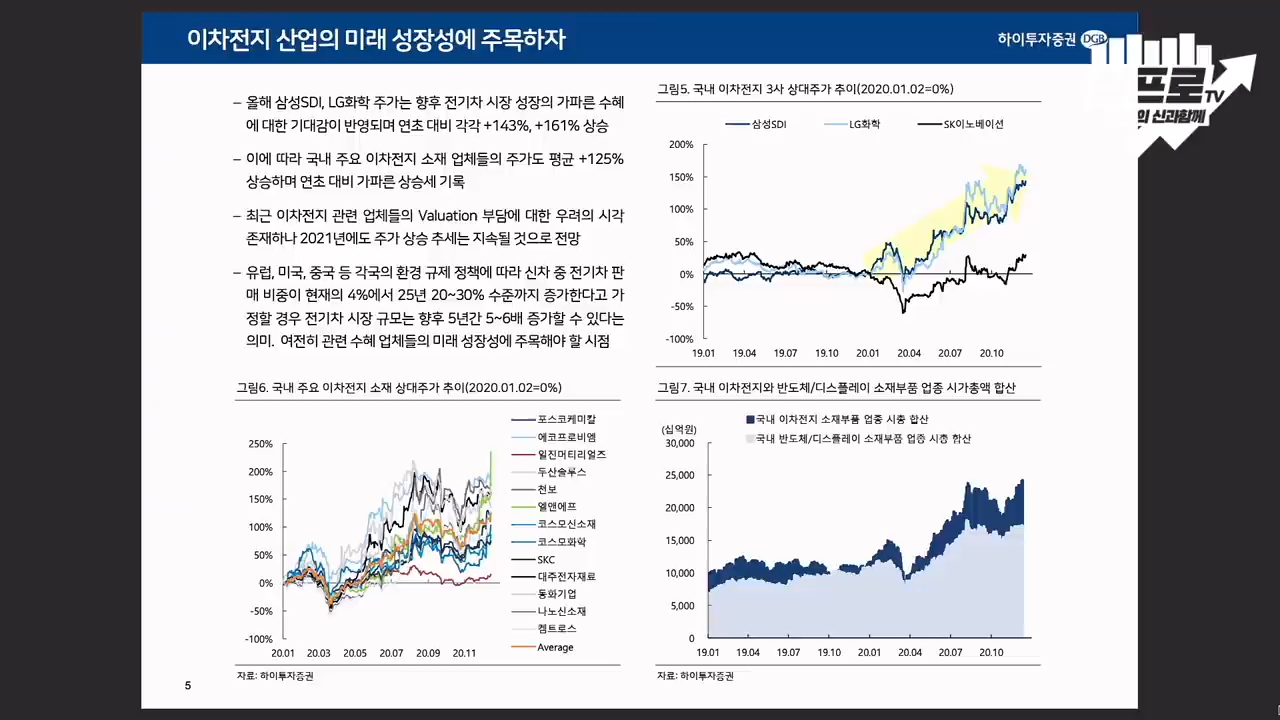 이차전지 산업의 미래 성장성에 주목하자
하이투자증권 DGB
프로TV
의 신과함께
– 올해 삼성SDI, LG화학 주가는 향후 전기차 시장 성장의 가파른 수혜
에 대한 기대감이 반영되며 연초 대비 각각 +143%, +161% 상승
– 이에 따라 국내 주요 이차전지 소재 업체들의 주가도 평균 +125%
상승하며 연초 대비 가파른 상승세 기록
– 최근 이차전지 관련 업체들의 Valuation 부담에 대한 우려의 시각
존재하나 2021년에도 주가 상승 추세는 지속될 것으로 전망
– 유럽, 미국, 중국 등 각국의 환경 규제 정책에 따라 신차 중 전기차 판
매 비중이 현재의 4%에서 25년 20~30% 수준까지 증가한다고 가
정할 경우 전기차 시장 규모는 향후 5년간 5~6배 증가할 수 있다는
의미. 여전히 관련 수혜 업체들의 미래 성장성에 주목해야 할 시점
그림5. 국내 이차전지 3사 상대주가 추이(2020.01.02=0%)
삼성SDI LG화학 SK이노베이션
200%
150%
100%
50%
0%
-50%
-100%
19.01 19.04 19.07 19.10 20.01 20.04 20.07 20.10
그림6. 국내 주요 이차전지 소재 상대주가 추이(2020.01.02=0%)
250%
200%
150%
100%
50%
0%
-50%
-100%
20.01 20.03 20.05 20.07 20.09 20.11
포스코케미칼
에코프로비엠
일진머티리얼즈
두산솔루스
천보
엘앤에프
코스모신소재
코스모화학
SKC
대주전자재료
동화기업
나노신소재
켐트로스
Average
자료: 하이투자증권
그림7. 국내 이차전지와 반도체/디스플레이 소재부품 업종 시가총액 합산
국내 이차전지 소재부품 업종 시총 합산
국내 반도체/디스플레이 소재부품 업종 시총 합산
(십억원)
30,000
25,000
20,000
15,000
10,000
5,000
0
19.01 19.04 19.07 19.10 20.01 20.04 20.07 20.10
자료: 하이투자증권
5